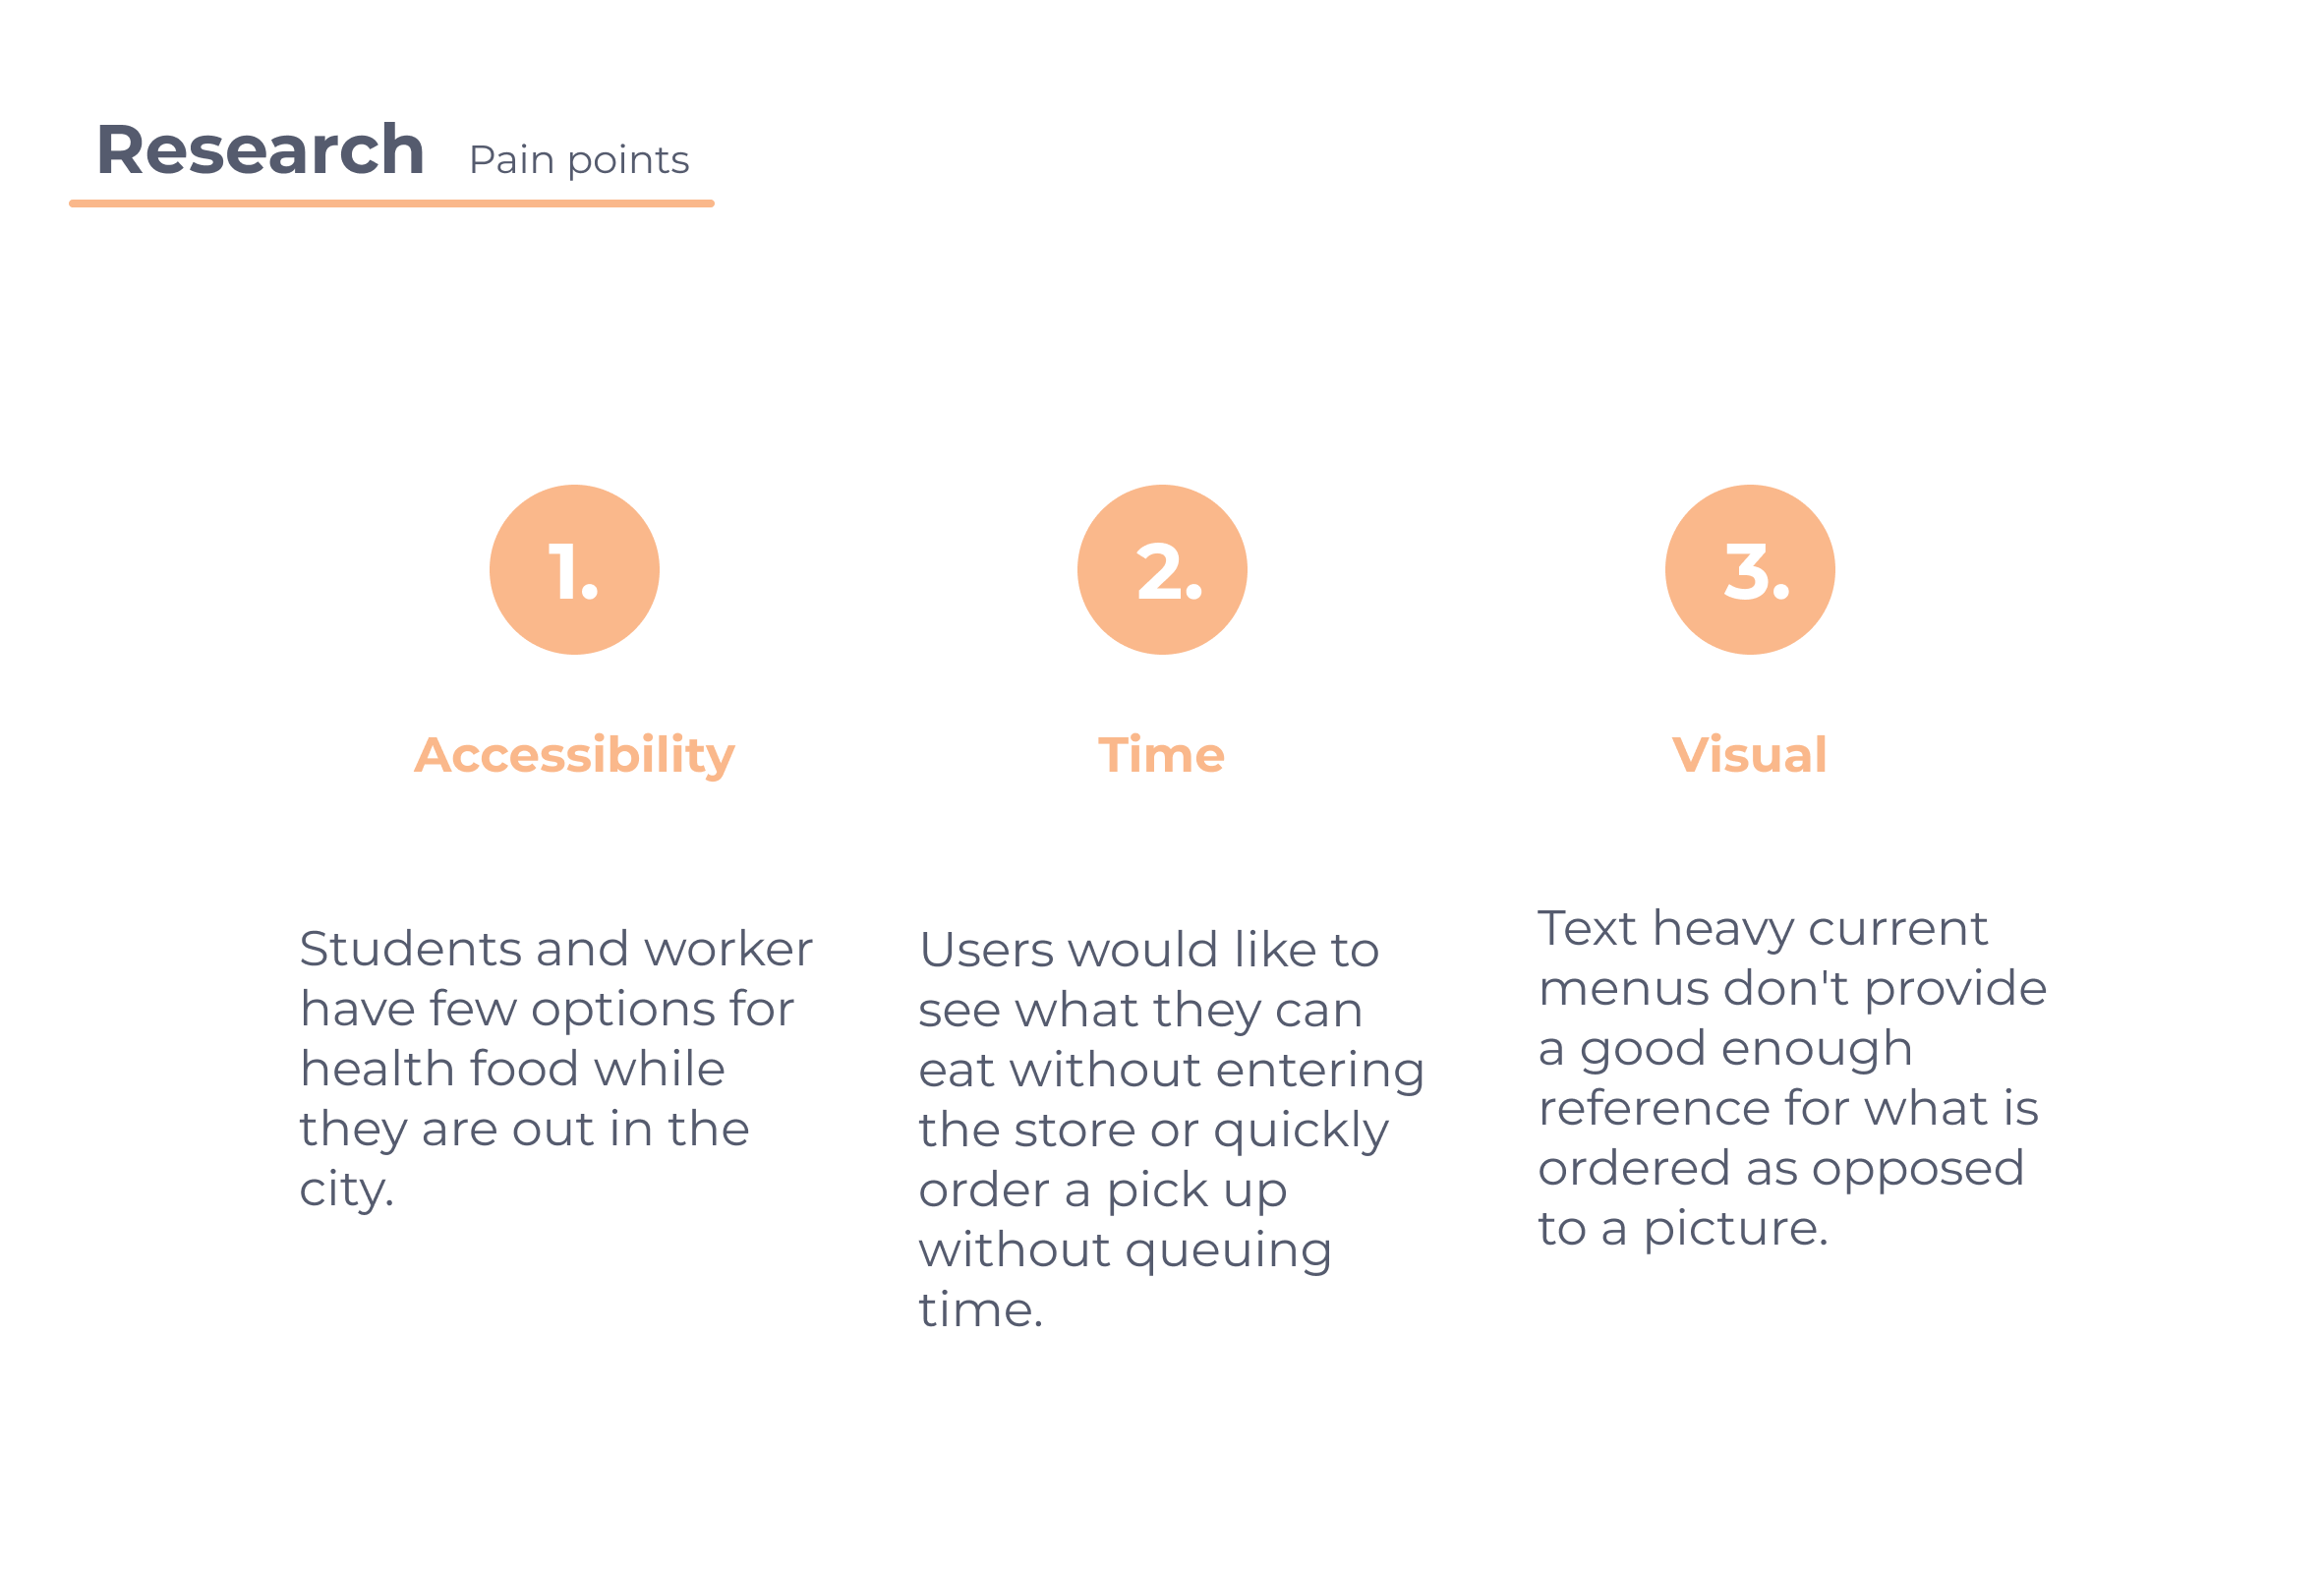 Research Pain points
1.
Accessibility
Students and worker
have few options for
health food while
they are out in the
city.
2.
Time
Users would like to
see what they can
eat without entering
the store or quickly
order a pick up
without queuing
time.
3.
Visual
Text heavy current
menus don't provide
a good enough
reference for what is
ordered as opposed
to a picture.